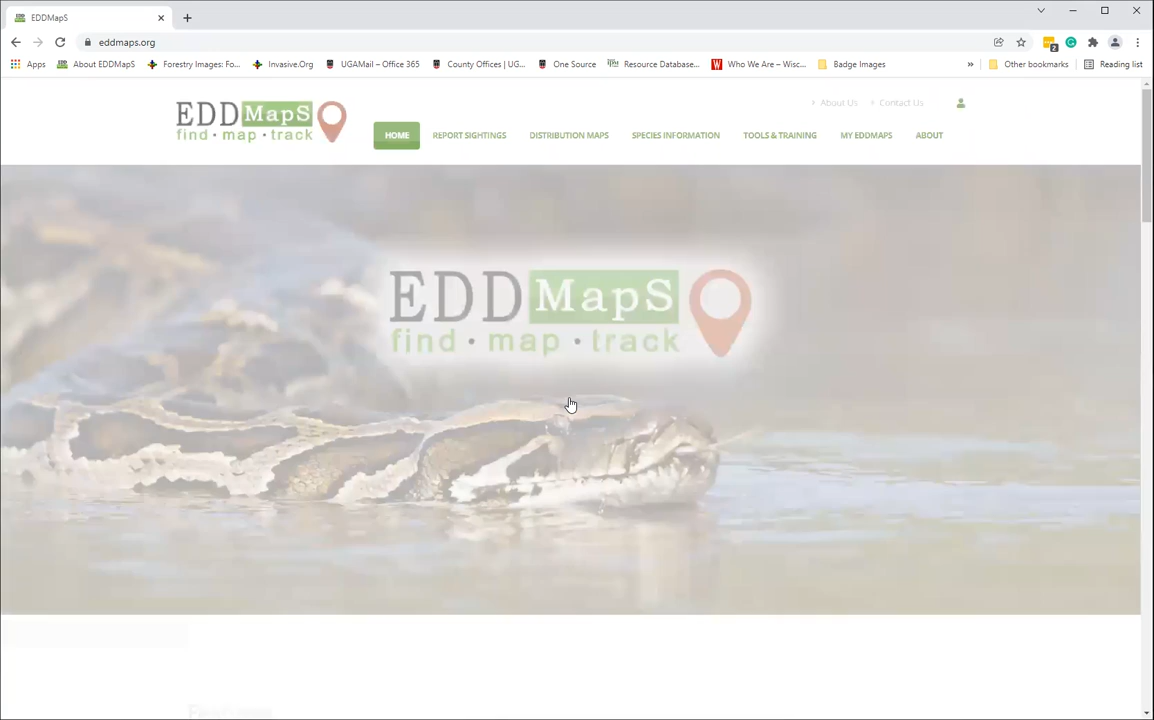 EDDMapS
eddmaps.org
Apps
About EDDMapS
Forestry Images: Fo...
Invasive.Org
UGAMail – Office 365
County Offices | UG...
One Source
Resource Database...
Who We Are – Wisc...
Badge Images
»
Other bookmarks
Reading list
2
EDDMapS
find • map • track
About Us
Contact Us
HOME
REPORT SIGHTINGS
DISTRIBUTION MAPS
SPECIES INFORMATION
TOOLS & TRAINING
MY EDDMAPS
ABOUT
EDDMapS
find • map • track